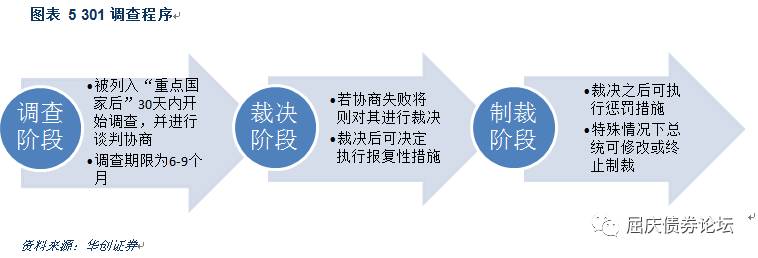 图表 5 301 调查程序
调查
阶段
•被列入“重点国
家后”30天内开
始调查，并进行
谈判协商
•调查期限为6-9个
月
裁决
阶段
•若协商失败将
则对其进行裁决
•裁决后可决定
执行报复性措施
制裁
阶段
•裁决之后可执
行惩罚措施
•特殊情况下总
统可修改或终
止制裁
屈庆债券论坛
资料来源：华创证券